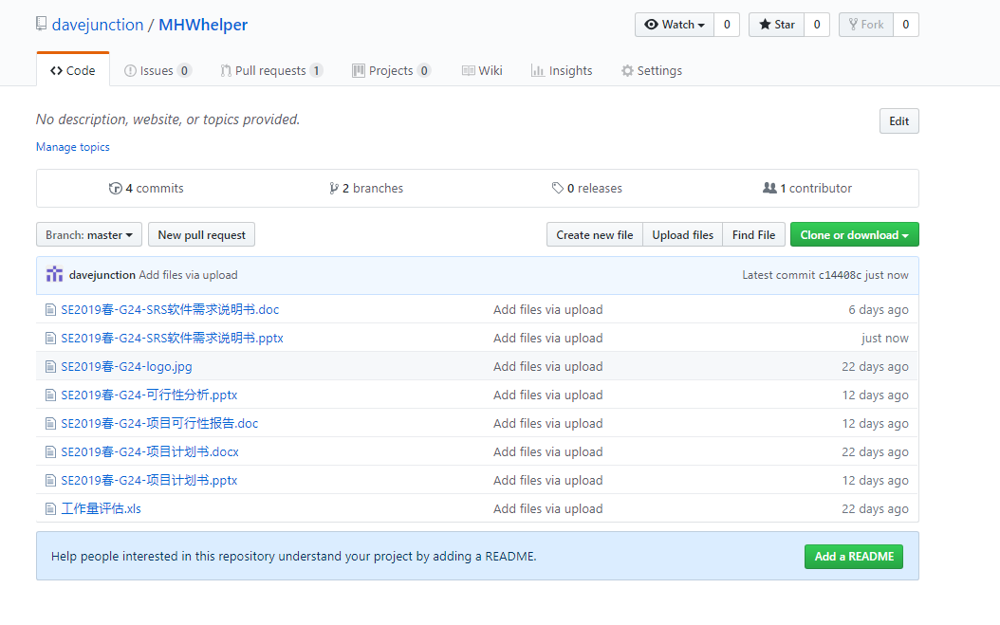 davejunction / MHWhelper
Watch 0 Star 0 Fork 0
Code Issues 0 Pull requests 1 Projects 0 Wiki Insights Settings
No description, website, or topics provided. Edit
Manage topics
4 commits 2 branches 0 releases 1 contributor
Branch: master New pull request Create new file Upload files Find File Clone or download
davejunction Add files via upload Latest commit c14408c just now
SE2019春-G24-SRS软件需求说明书.doc Add files via upload 6 days ago
SE2019春-G24-SRS软件需求说明书.pptx Add files via upload just now
SE2019春-G24-logo.jpg Add files via upload 22 days ago
SE2019春-G24-可行性分析.pptx Add files via upload 12 days ago
SE2019春-G24-项目可行性报告.doc Add files via upload 12 days ago
SE2019春-G24-项目计划书.docx Add files via upload 22 days ago
SE2019春-G24-项目计划书.pptx Add files via upload 12 days ago
工作量评估.xls Add files via upload 22 days ago
Help people interested in this repository understand your project by adding a README. Add a README